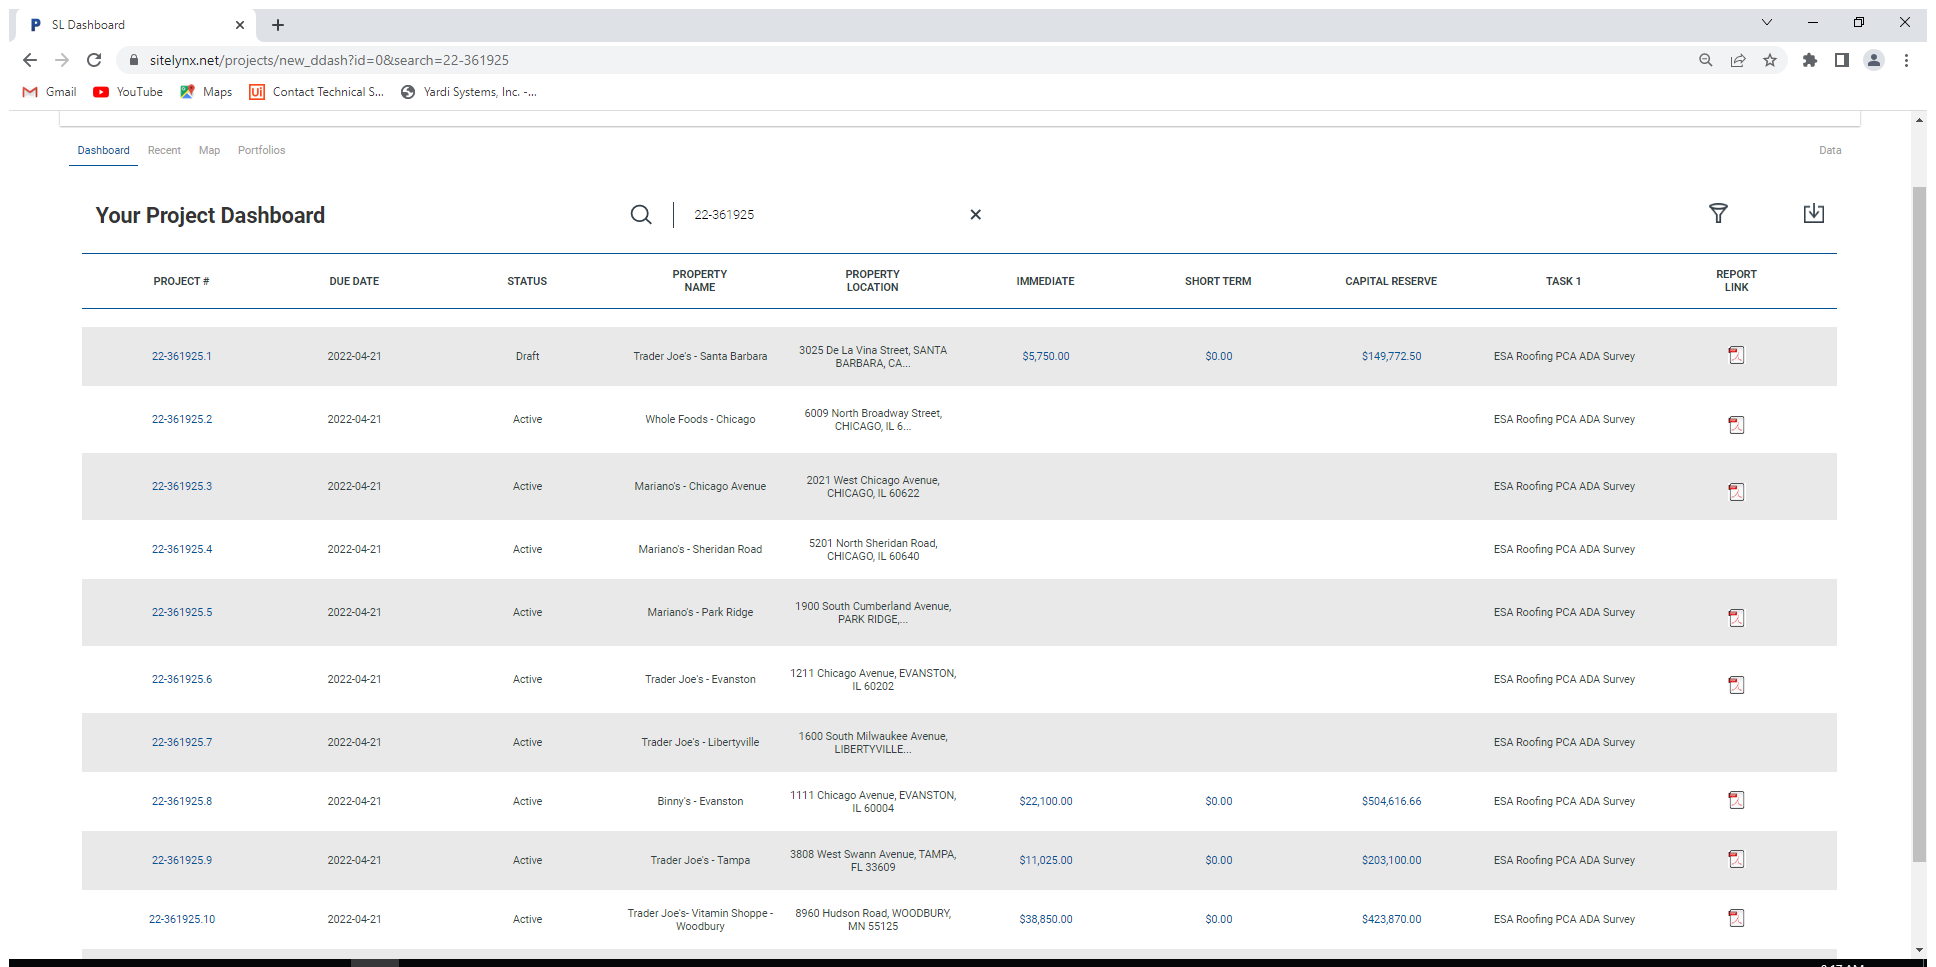 SL Dashboard
sitelynx.net/projects/new_ddash?id=0&search=22-361925
Gmail YouTube Maps Contact Technical S... Yardi Systems, Inc. -...
Dashboard Recent Map Portfolios Data
Your Project Dashboard 22-361925
PROJECT # DUE DATE STATUS PROPERTY NAME PROPERTY LOCATION IMMEDIATE SHORT TERM CAPITAL RESERVE TASK 1 REPORT LINK
22-361925.1 2022-04-21 Draft Trader Joe's - Santa Barbara 3025 De La Vina Street, SANTA BARBARA, CA... $5,750.00 $0.00 $149,772.50 ESA Roofing PCA ADA Survey
22-361925.2 2022-04-21 Active Whole Foods - Chicago 6009 North Broadway Street, CHICAGO, IL 6... ESA Roofing PCA ADA Survey
22-361925.3 2022-04-21 Active Mariano's - Chicago Avenue 2021 West Chicago Avenue, CHICAGO, IL 60622 ESA Roofing PCA ADA Survey
22-361925.4 2022-04-21 Active Mariano's - Sheridan Road 5201 North Sheridan Road, CHICAGO, IL 60640 ESA Roofing PCA ADA Survey
22-361925.5 2022-04-21 Active Mariano's - Park Ridge 1900 South Cumberland Avenue, PARK RIDGE,... ESA Roofing PCA ADA Survey
22-361925.6 2022-04-21 Active Trader Joe's - Evanston 1211 Chicago Avenue, EVANSTON, IL 60202 ESA Roofing PCA ADA Survey
22-361925.7 2022-04-21 Active Trader Joe's - Libertyville 1600 South Milwaukee Avenue, LIBERTYVILLE... ESA Roofing PCA ADA Survey
22-361925.8 2022-04-21 Active Binny's - Evanston 1111 Chicago Avenue, EVANSTON, IL 60004 $22,100.00 $0.00 $504,616.66 ESA Roofing PCA ADA Survey
22-361925.9 2022-04-21 Active Trader Joe's - Tampa 3808 West Swann Avenue, TAMPA, FL 33609 $11,025.00 $0.00 $203,100.00 ESA Roofing PCA ADA Survey
22-361925.10 2022-04-21 Active Trader Joe's- Vitamin Shoppe - Woodbury 8960 Hudson Road, WOODBURY, MN 55125 $38,850.00 $0.00 $423,870.00 ESA Roofing PCA ADA Survey